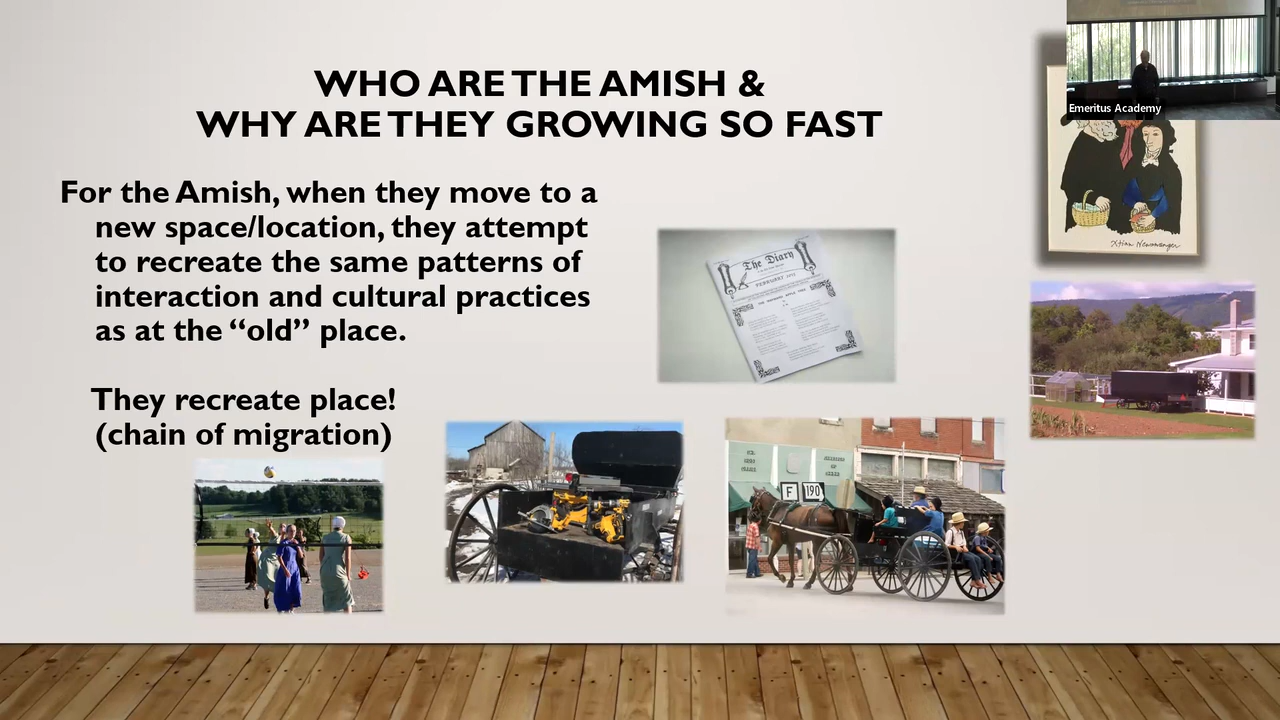 WHO ARE THE AMISH &
WHY ARE THEY GROWING SO FAST
Emeritus Academy
For the Amish, when they move to a
new space/location, they attempt
to recreate the same patterns of
interaction and cultural practices
as at the “old” place.
They recreate place!
(chain of migration)
The Diary
FEBRUARY
F
190